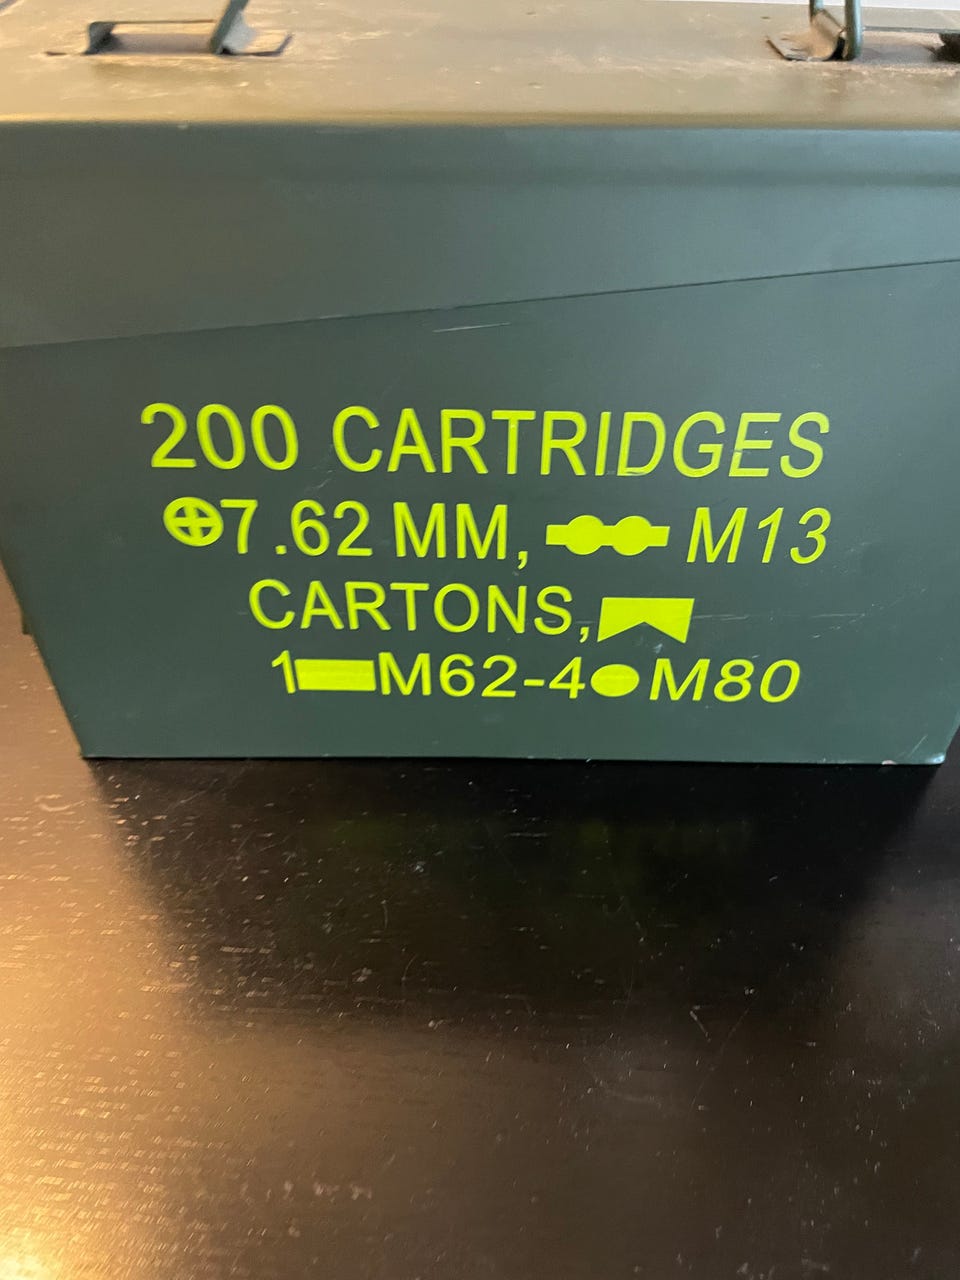 200 CARTRIDGES
⊕7.62 MM, M13
CARTONS,
1 M62-4 M80